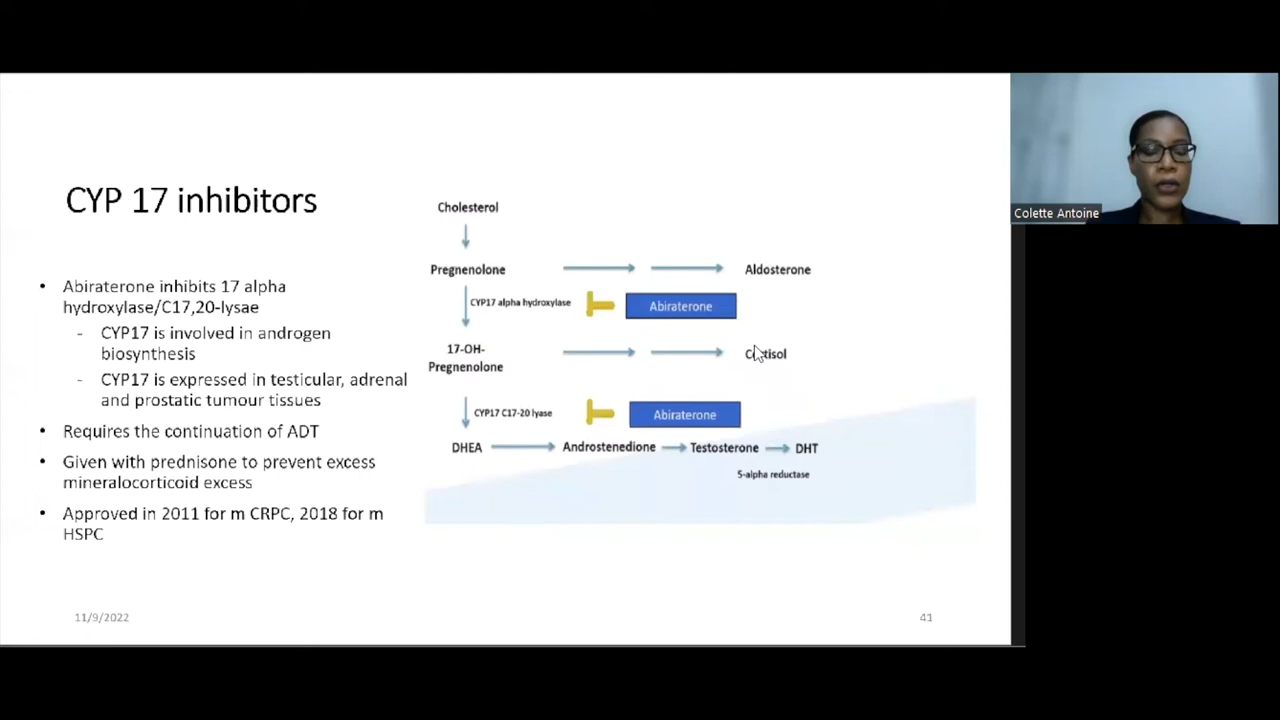 CYP 17 inhibitors
• Abiraterone inhibits 17 alpha
hydroxylase/C17,20-lysae
- CYP17 is involved in androgen
biosynthesis
- CYP17 is expressed in testicular, adrenal
and prostatic tumour tissues
• Requires the continuation of ADT
• Given with prednisone to prevent excess
mineralocorticoid excess
• Approved in 2011 for m CRPC, 2018 for m
HSPC
Cholesterol
Pregnenolone
Aldosterone
CYP17 alpha hydroxylase
Abiraterone
17-OH-
Pregnenolone
Cortisol
CYP17 C17-20 lyase
Abiraterone
DHEA
Androstenedione
Testosterone
DHT
5-alpha reductase
11/9/2022
41
Colette Antoine